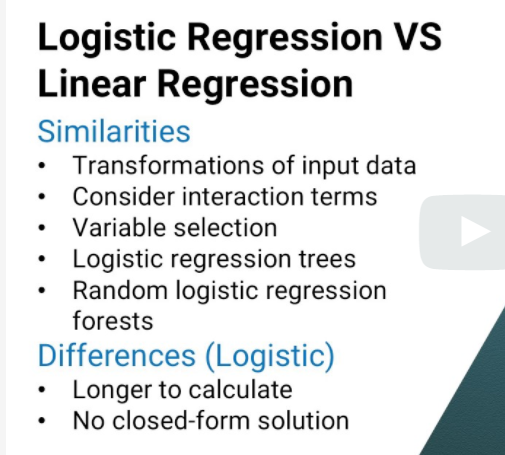 Logistic Regression VS
Linear Regression
Similarities
• Transformations of input data
• Consider interaction terms
• Variable selection
• Logistic regression trees
• Random logistic regression
forests
Differences (Logistic)
• Longer to calculate
• No closed-form solution